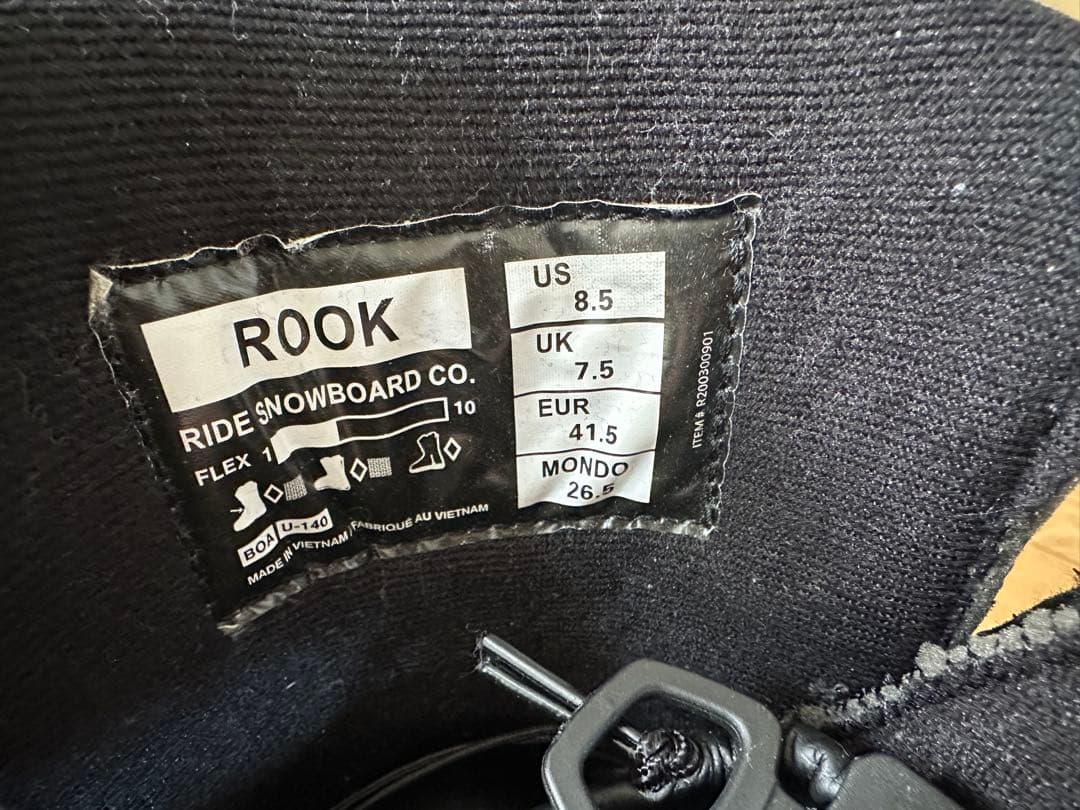 ROOK
RIDE SNOWBOARD CO.
FLEX 1 10
BOA U-140
MADE IN VIETNAM / FABRIQUÉ AU VIETNAM
US
8.5
UK
7.5
EUR
41.5
MONDO
26.5
ITEM # R200300901